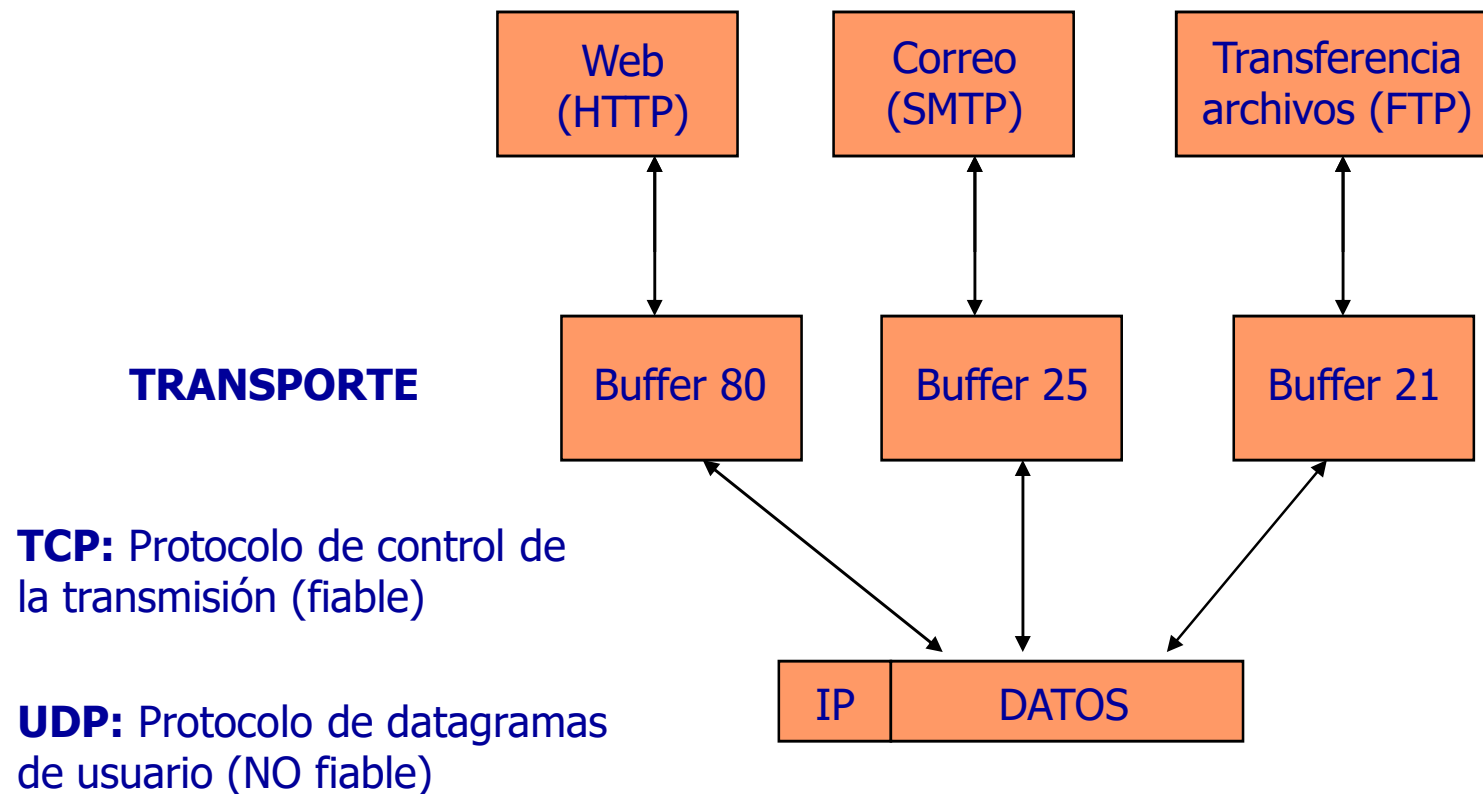 Web
(HTTP)
Correo
(SMTP)
Transferencia
archivos (FTP)
TRANSPORTE
Buffer 80
Buffer 25
Buffer 21
TCP: Protocolo de control de
la transmisión (fiable)
IP
DATOS
UDP: Protocolo de datagramas
de usuario (NO fiable)